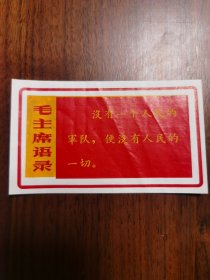 毛主席语录
没有一个人民的
军队，便没有人民的
一切。